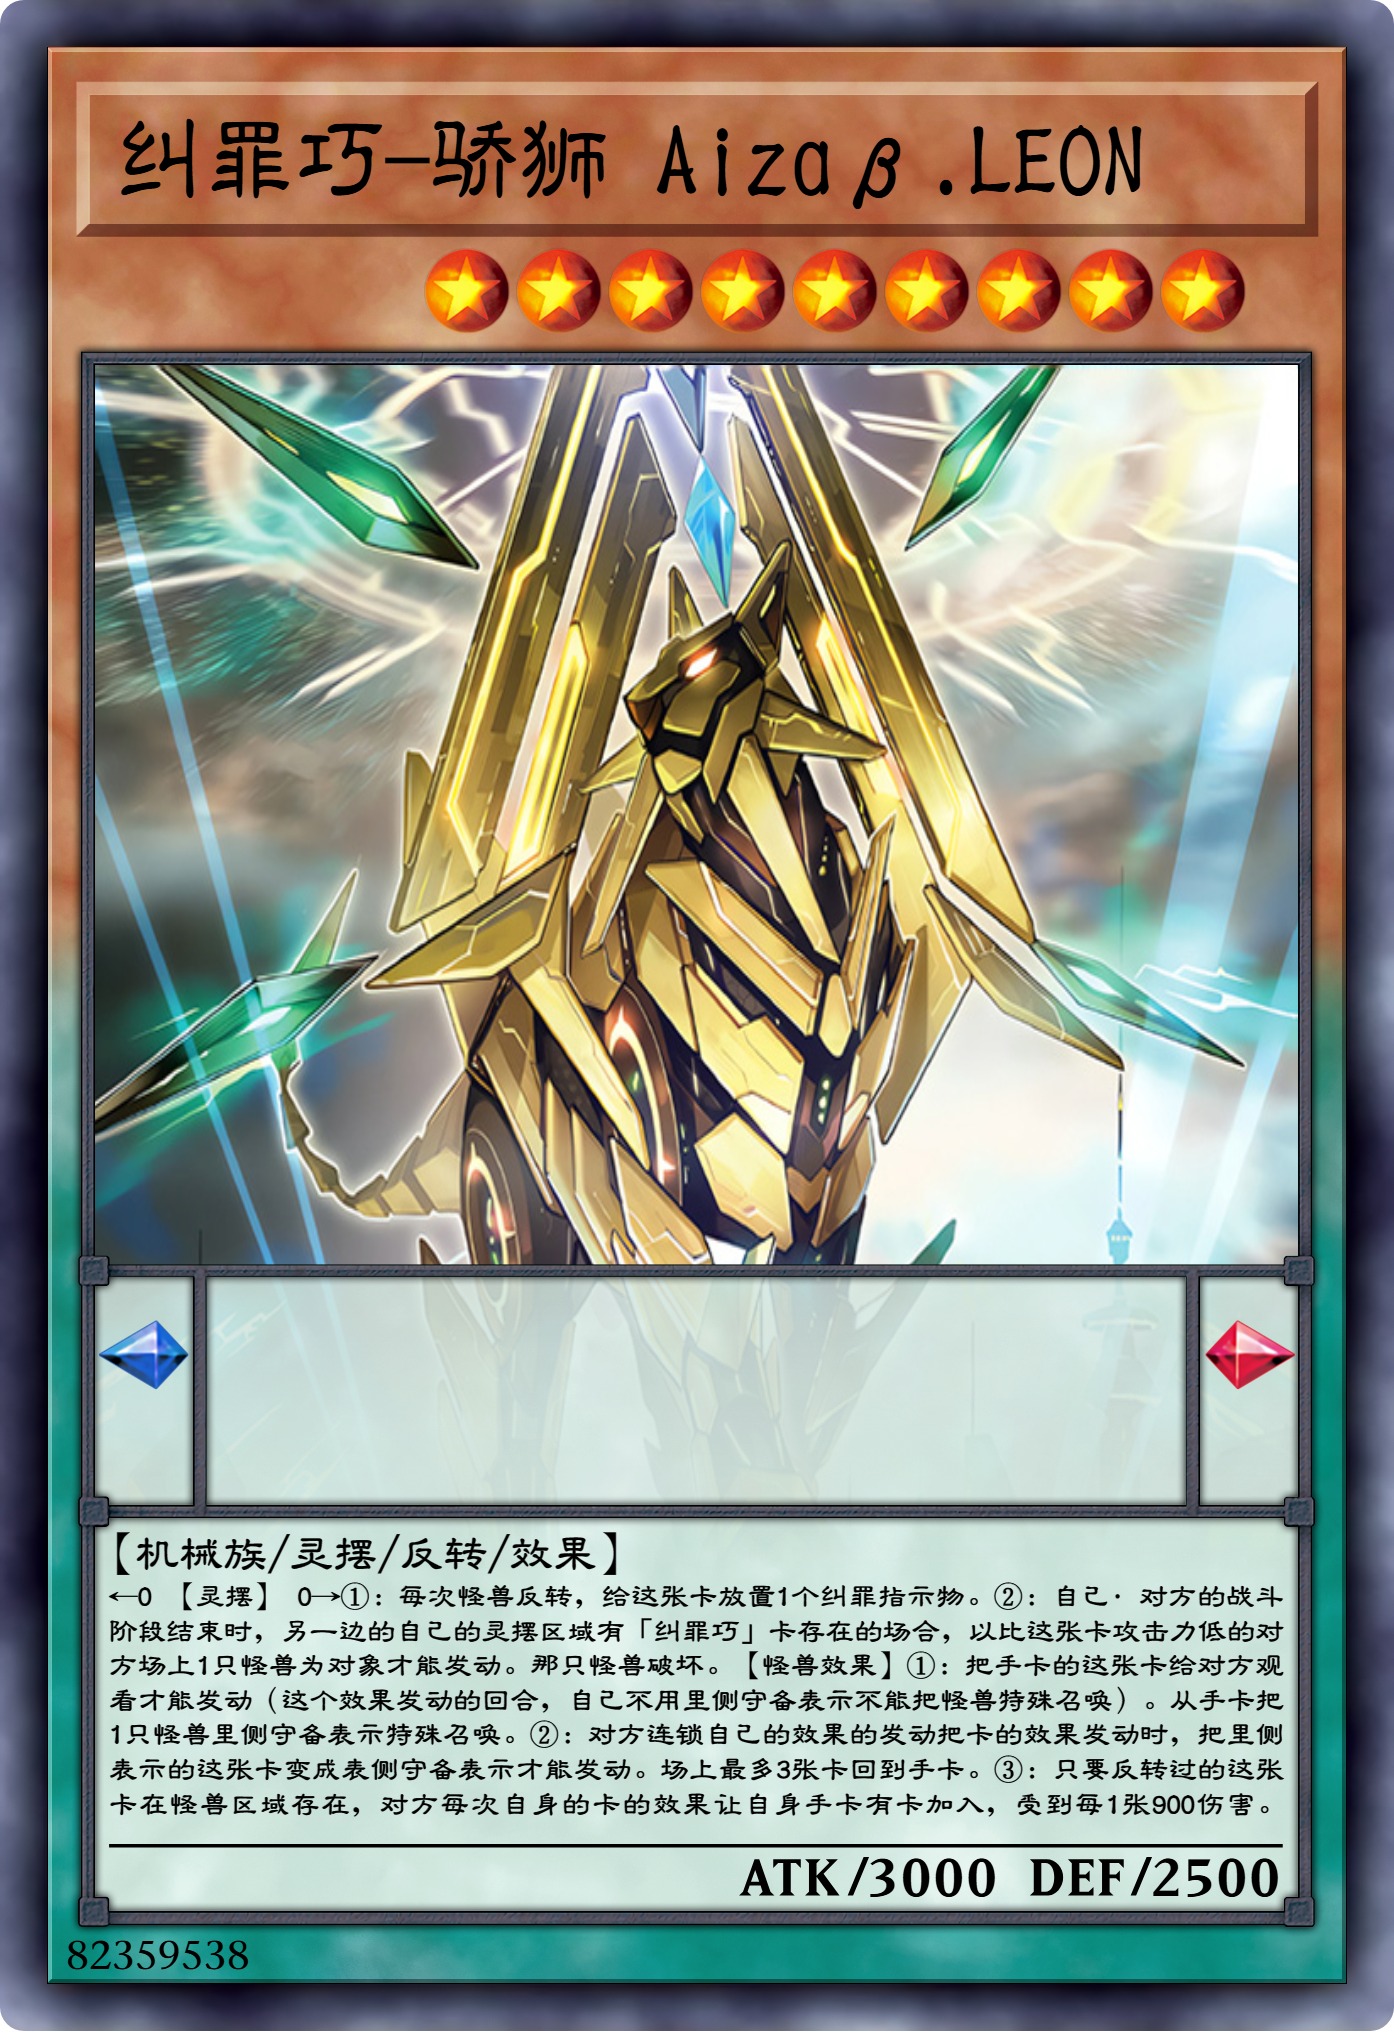 纠罪巧-骄狮 Aizaβ.LEON
【机械族/灵摆/反转/效果】
←0 【灵摆】 0→①：每次怪兽反转，给这张卡放置1个纠罪指示物。②：自己·对方的战斗
阶段结束时，另一边的自己的灵摆区域有「纠罪巧」卡存在的场合，以比这张卡攻击力低的对
方场上1只怪兽为对象才能发动。那只怪兽破坏。【怪兽效果】①：把手卡的这张卡给对方观
看才能发动（这个效果发动的回合，自己不用里侧守备表示不能把怪兽特殊召唤）。从手卡把
1只怪兽里侧守备表示特殊召唤。②：对方连锁自己的效果的发动把卡的效果发动时，把里侧
表示的这张卡变成表侧守备表示才能发动。场上最多3张卡回到手卡。③：只要反转过的这张
卡在怪兽区域存在，对方每次自身的卡的效果让自身手卡有卡加入，受到每1张900伤害。
ATK/3000 DEF/2500
82359538